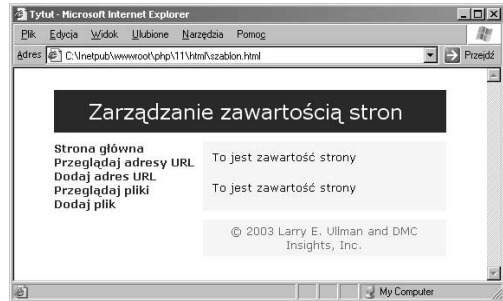 Tytuł - Microsoft Internet Explorer
Plik Edycja Widok Ulubione Narzędzia Pomoc
Adres C:\Inetpub\wwwroot\php\11\html\szablon.html Przejdź
Zarządzanie zawartością stron
Strona główna
Przeglądaj adresy URL
Dodaj adres URL
Przeglądaj pliki
Dodaj plik
To jest zawartość strony
To jest zawartość strony
© 2003 Larry E. Ullman and DMC
Insights, Inc.
My Computer